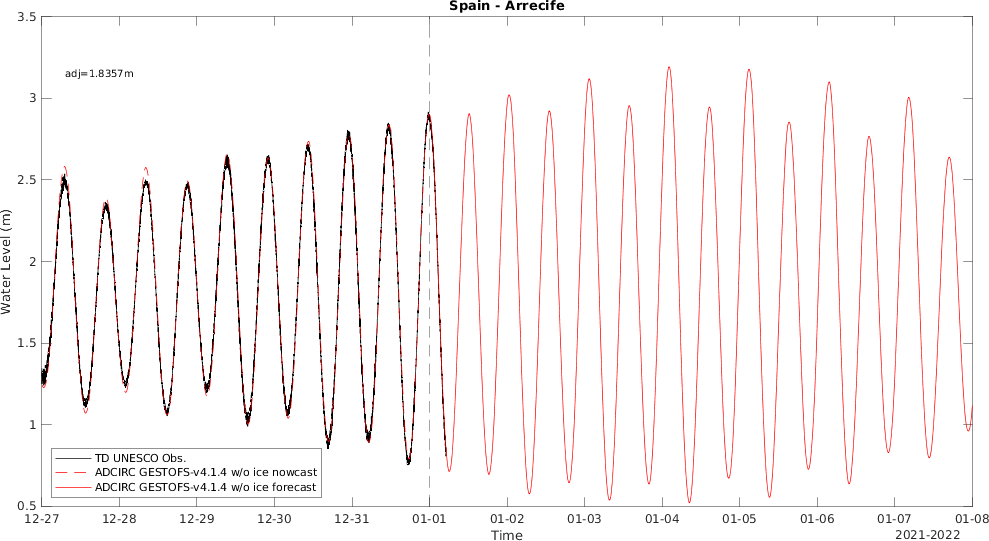 Spain - Arrecife
3.5
adj=1.8357m
3
2.5
2
1.5
1
0.5
Water Level (m)
TD UNESCO Obs.
ADCIRC GESTOFS-v4.1.4 w/o ice nowcast
ADCIRC GESTOFS-v4.1.4 w/o ice forecast
12-27 12-28 12-29 12-30 12-31 01-01 01-02 01-03 01-04 01-05 01-06 01-07 01-08
Time
2021-2022